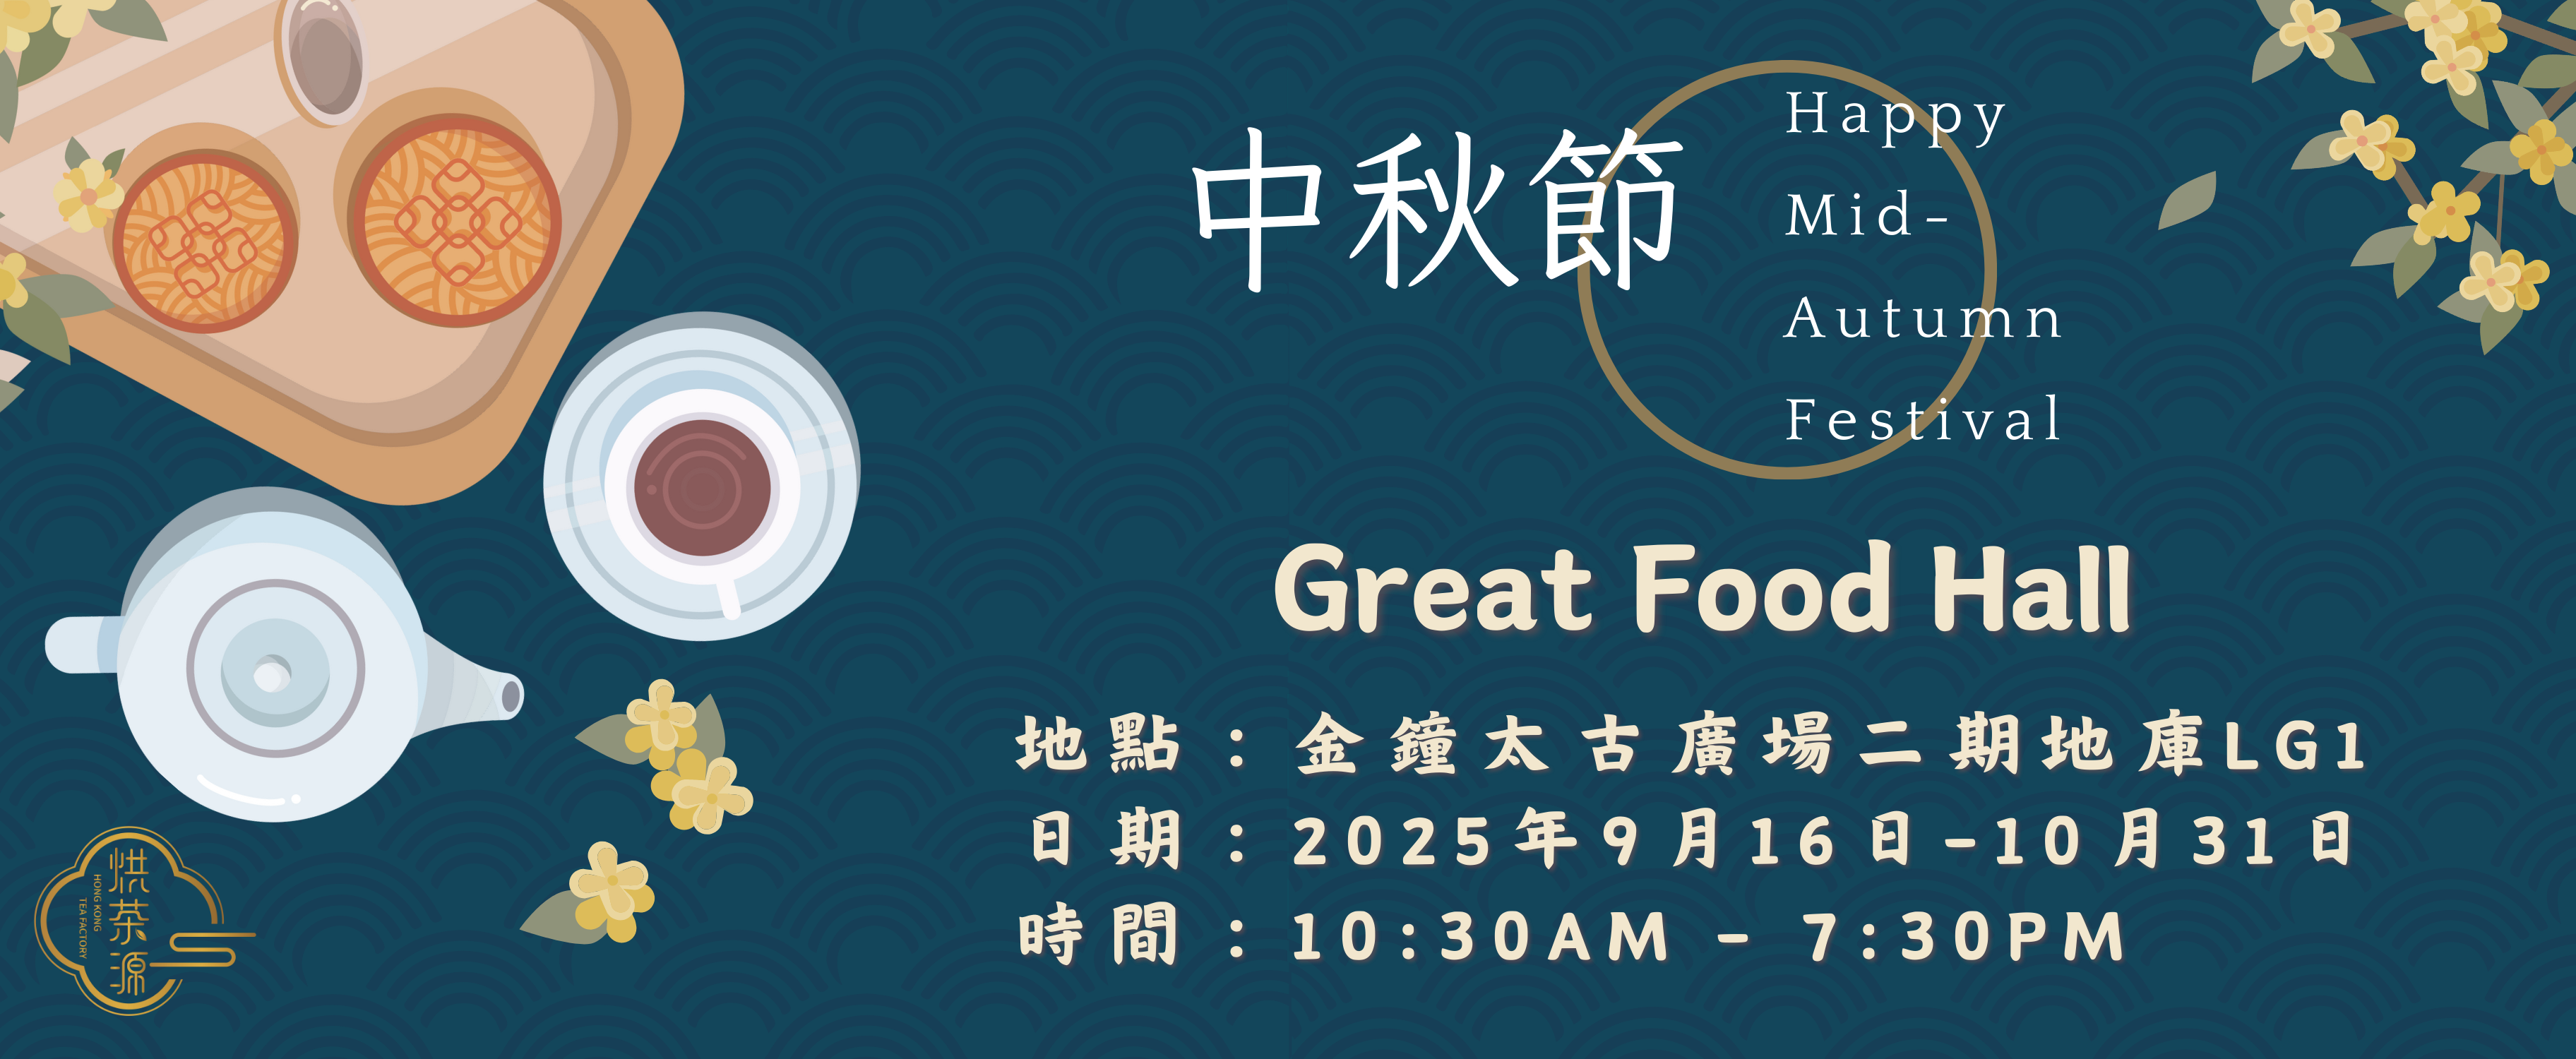 中秋節
Happy
Mid-
Autumn
Festival
Great Food Hall
地點：金鐘太古廣場二期地庫LG1
日期：2025年9月16日-10月31日
時間：10:30AM - 7:30PM
烘茶源
HONG KONG
TEA FACTORY